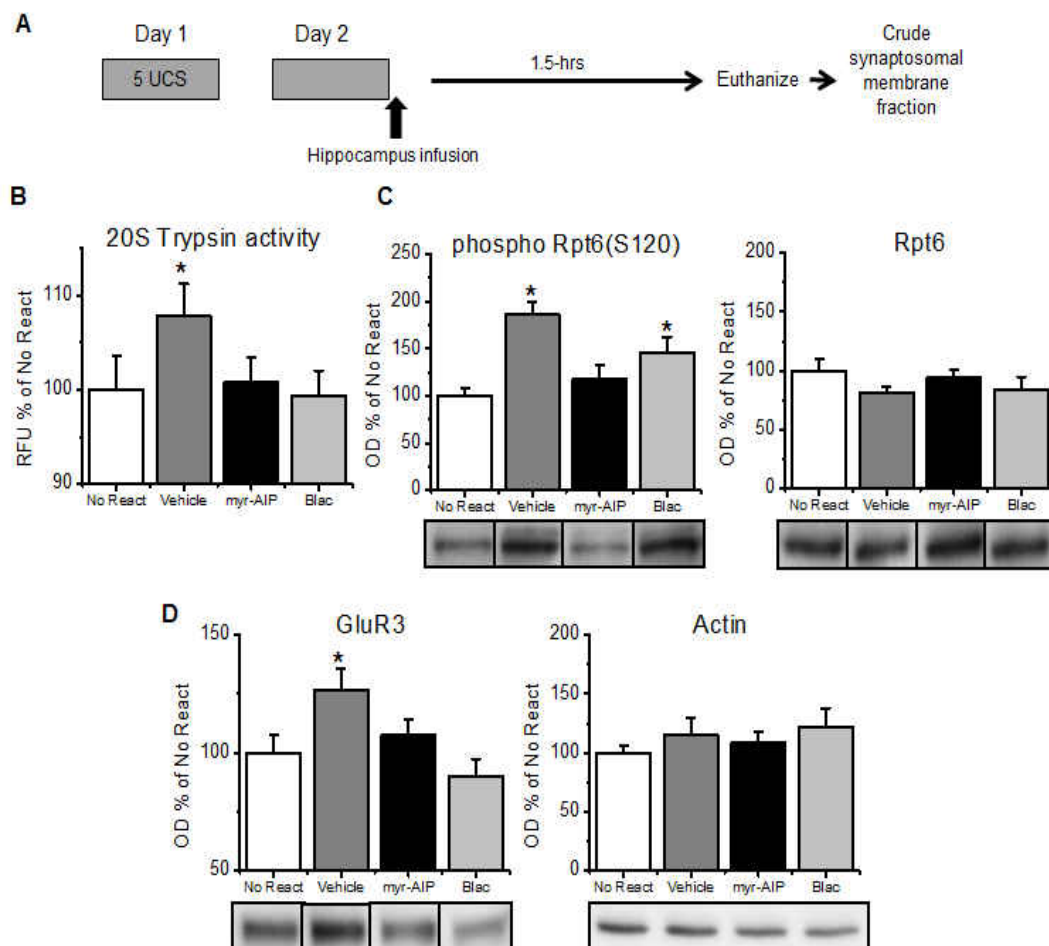 A
Day 1
Day 2
5 UCS
1.5-hrs
Euthanize
Crude
synaptosomal
membrane
fraction
Hippocampus infusion
B
20S Trypsin activity
RFU % of No React
110
100
90
*
No React Vehicle myr-AIP Blac
C
phospho Rpt6(S120)
OD % of No React
250
200
150
100
50
0
*
*
No React Vehicle myr-AIP Blac
Rpt6
OD % of No React
200
150
100
50
0
No React Vehicle myr-AIP Blac
D
GluR3
OD % of No React
150
100
50
*
No React Vehicle myr-AIP Blac
Actin
OD % of No React
200
150
100
50
0
No React Vehicle myr-AIP Blac